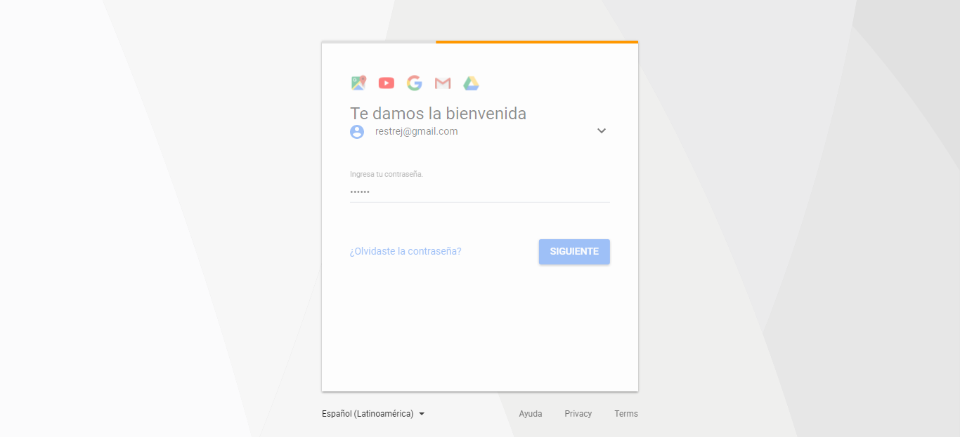 Te damos la bienvenida
restrej@gmail.com
Ingresa tu contraseña.
••••••
¿Olvidaste la contraseña?
SIGUIENTE
Español (Latinoamérica)
Ayuda
Privacy
Terms